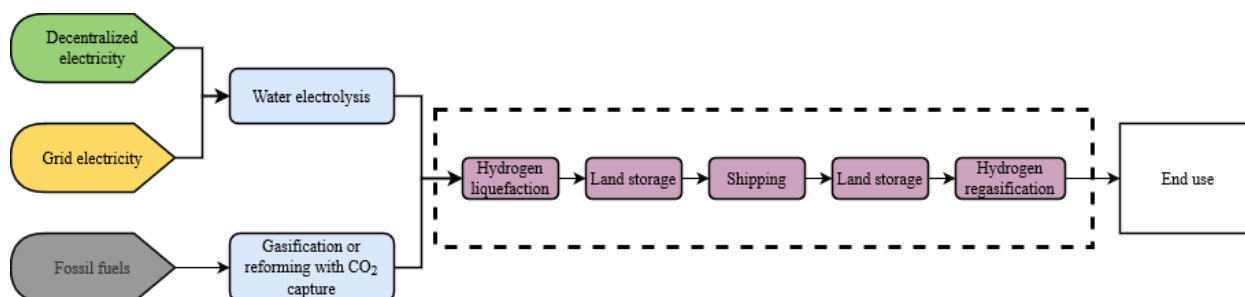 Decentralized
electricity
Water electrolysis
Grid electricity
Hydrogen
liquefaction
Land storage
Shipping
Land storage
Hydrogen
regasification
End use
Fossil fuels
Gasification or
reforming with CO₂
capture